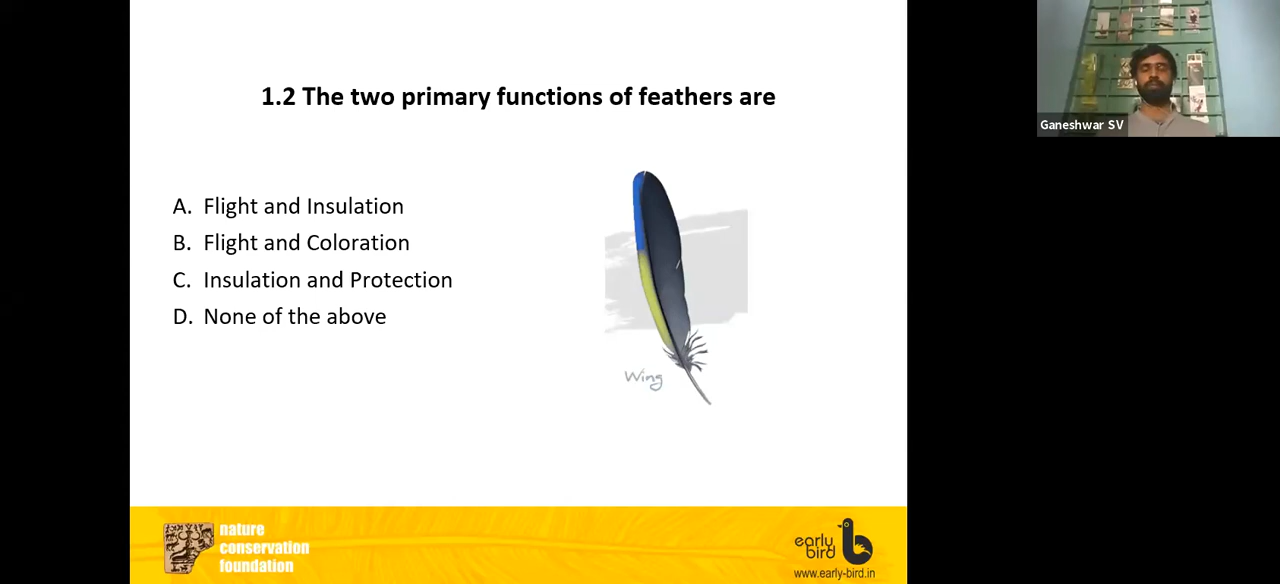 1.2 The two primary functions of feathers are
A. Flight and Insulation
B. Flight and Coloration
C. Insulation and Protection
D. None of the above
Wing
nature
conservation
foundation
early
bird
www.early-bird.in
Ganeshwar SV